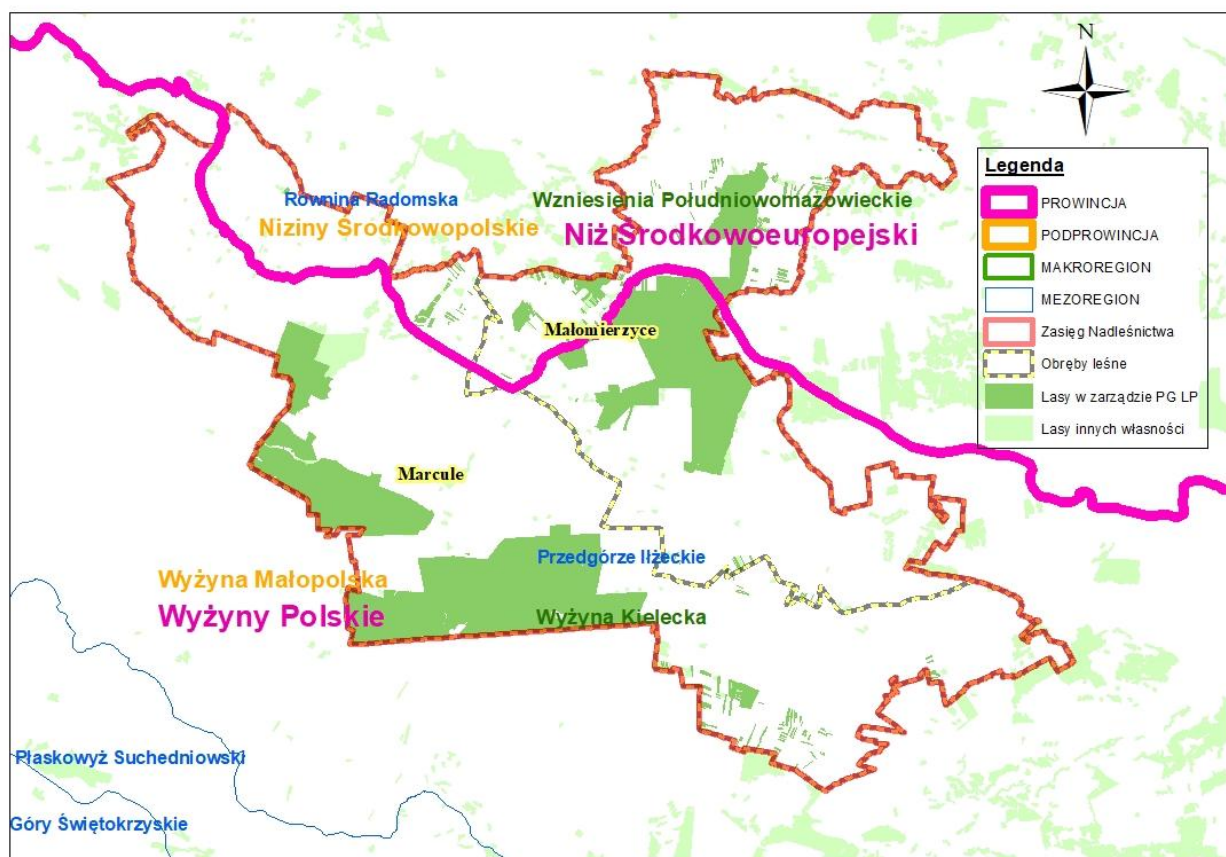 N
Legenda
PROWINCJA
PODPROWINCJA
MAKROREGION
MEZOREGION
Zasięg Nadleśnictwa
Obręby leśne
Lasy w zarządzie PG LP
Lasy innych własności
Równina Radomska
Niziny Środkowopolskie
Wzniesienia Południowomazowieckie
Niż Środkowoeuropejski
Małomierzyce
Marcule
Przedgórze Iłżeckie
Wyżyna Małopolska
Wyżyny Polskie
Wyżyna Kielecka
Płaskowyż Suchedniowski
Góry Świętokrzyskie